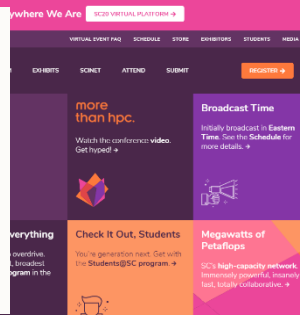 ywhere We Are
SC20 VIRTUAL PLATFORM →
VIRTUAL EVENT FAQ SCHEDULE STORE EXHIBITORS STUDENTS MEDIA
EXHIBITS SCINET ATTEND SUBMIT
REGISTER →
more
than hpc.
Watch the conference video.
Get hyped! →
Broadcast Time
Initially broadcast in Eastern
Time. See the Schedule for
more details. →
verything
overdrive.
, broadest
ogram in the
Check It Out, Students
You're generation next. Get with
the Students@SC program. →
Megawatts of
Petaflops
SC's high-capacity network.
Immensely powerful, insanely
fast, totally collaborative. →